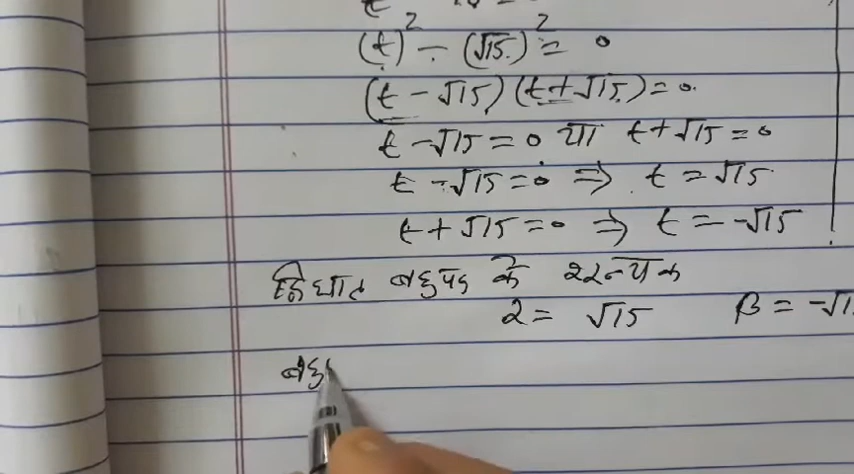 (t)² - (√15)² = 0
(t - √15)(t + √15) = 0
t - √15 = 0 या t + √15 = 0
t - √15 = 0 ⇒ t = √15
t + √15 = 0 ⇒ t = -√15
द्विघात बहुपद के शून्यक
α = √15 β = -√1
बहु